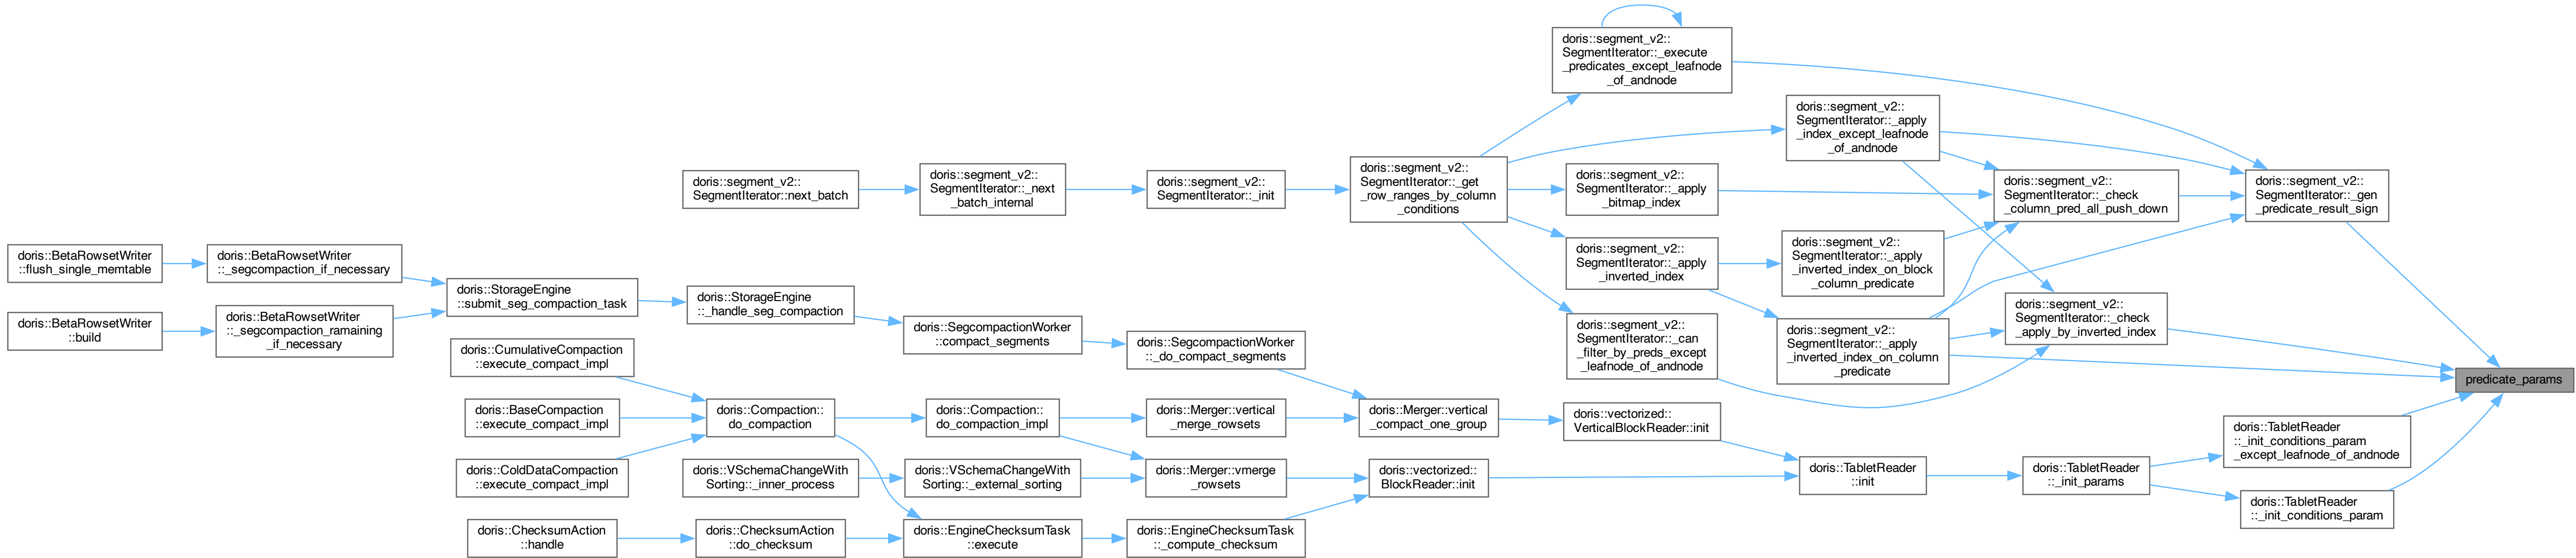 doris::segment_v2::
SegmentIterator::_execute
_predicates_except_leafnode
_of_andnode
doris::segment_v2::
SegmentIterator::_apply
_index_except_leafnode
_of_andnode
doris::segment_v2::
SegmentIterator::next_batch
doris::segment_v2::
SegmentIterator::_next
_batch_internal
doris::segment_v2::
SegmentIterator::_init
doris::segment_v2::
SegmentIterator::_get
_row_ranges_by_column
_conditions
doris::segment_v2::
SegmentIterator::_apply
_bitmap_index
doris::segment_v2::
SegmentIterator::_check
_column_pred_all_push_down
doris::segment_v2::
SegmentIterator::_gen
_predicate_result_sign
doris::BetaRowsetWriter
::flush_single_memtable
doris::BetaRowsetWriter
::_segcompaction_if_necessary
doris::segment_v2::
SegmentIterator::_apply
_inverted_index
doris::segment_v2::
SegmentIterator::_apply
_inverted_index_on_block
_column_predicate
doris::StorageEngine
::submit_seg_compaction_task
doris::StorageEngine
::_handle_seg_compaction
doris::BetaRowsetWriter
::build
doris::BetaRowsetWriter
::_segcompaction_ramaining
_if_necessary
doris::SegcompactionWorker
::compact_segments
doris::SegcompactionWorker
::_do_compact_segments
doris::segment_v2::
SegmentIterator::_can
_filter_by_preds_except
_leafnode_of_andnode
doris::segment_v2::
SegmentIterator::_apply
_inverted_index_on_column
_predicate
doris::segment_v2::
SegmentIterator::_check
_apply_by_inverted_index
predicate_params
doris::CumulativeCompaction
::execute_compact_impl
doris::BaseCompaction
::execute_compact_impl
doris::Compaction::
do_compaction
doris::Compaction::
do_compaction_impl
doris::Merger::vertical
_merge_rowsets
doris::Merger::vertical
_compact_one_group
doris::vectorized::
VerticalBlockReader::init
doris::TabletReader
::_init_conditions_param
_except_leafnode_of_andnode
doris::ColdDataCompaction
::execute_compact_impl
doris::VSchemaChangeWith
Sorting::_inner_process
doris::VSchemaChangeWith
Sorting::_external_sorting
doris::Merger::vmerge
_rowsets
doris::vectorized::
BlockReader::init
doris::TabletReader
::init
doris::TabletReader
::_init_params
doris::TabletReader
::_init_conditions_param
doris::ChecksumAction
::handle
doris::ChecksumAction
::do_checksum
doris::EngineChecksumTask
::execute
doris::EngineChecksumTask
::_compute_checksum